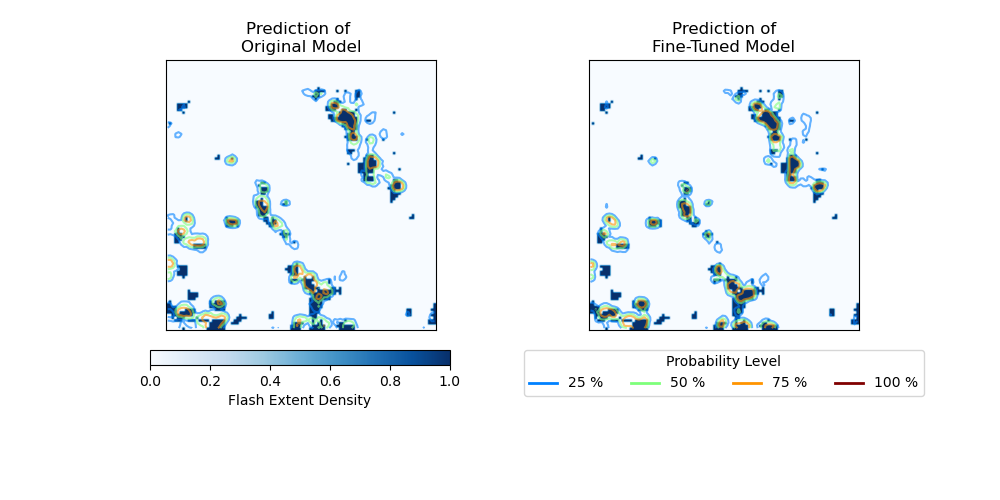 Prediction of
Original Model
Prediction of
Fine-Tuned Model
0.0 0.2 0.4 0.6 0.8 1.0
Flash Extent Density
Probability Level
25 % 50 % 75 % 100 %